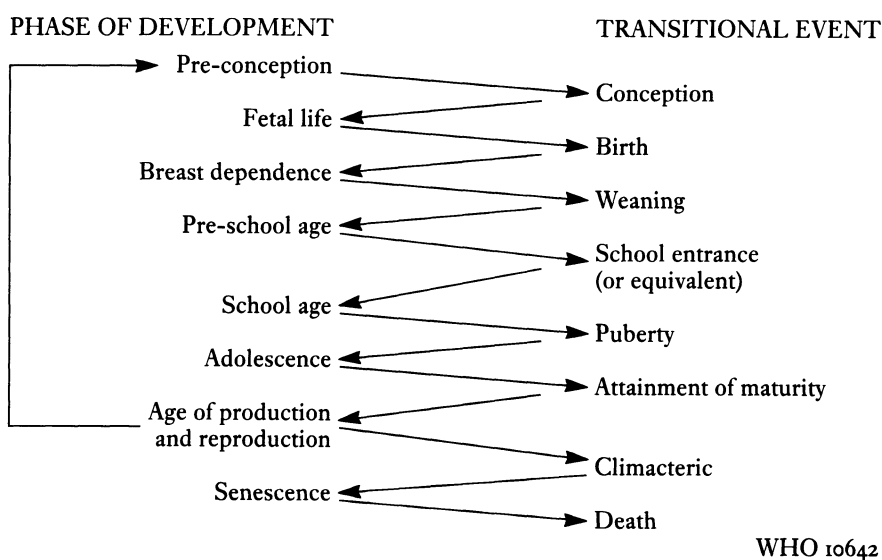 PHASE OF DEVELOPMENT
TRANSITIONAL EVENT
Pre-conception
Conception
Fetal life
Birth
Breast dependence
Weaning
Pre-school age
School entrance
(or equivalent)
School age
Puberty
Adolescence
Attainment of maturity
Age of production
and reproduction
Climacteric
Senescence
Death
WHO 10642